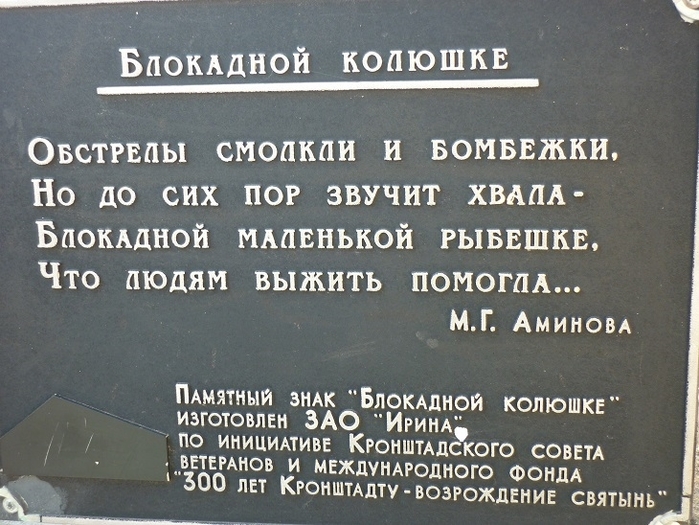 Блокадной колюшке
Обстрелы смолкли и бомбежки,
Но до сих пор звучит хвала -
Блокадной маленькой рыбешке,
Что людям выжить помогла...
М.Г. Аминова
Памятный знак "Блокадной колюшке"
изготовлен ЗАО "Ирина"
по инициативе Кронштадского совета
ветеранов и международного фонда
"300 лет Кронштадту - возрождение святынь"